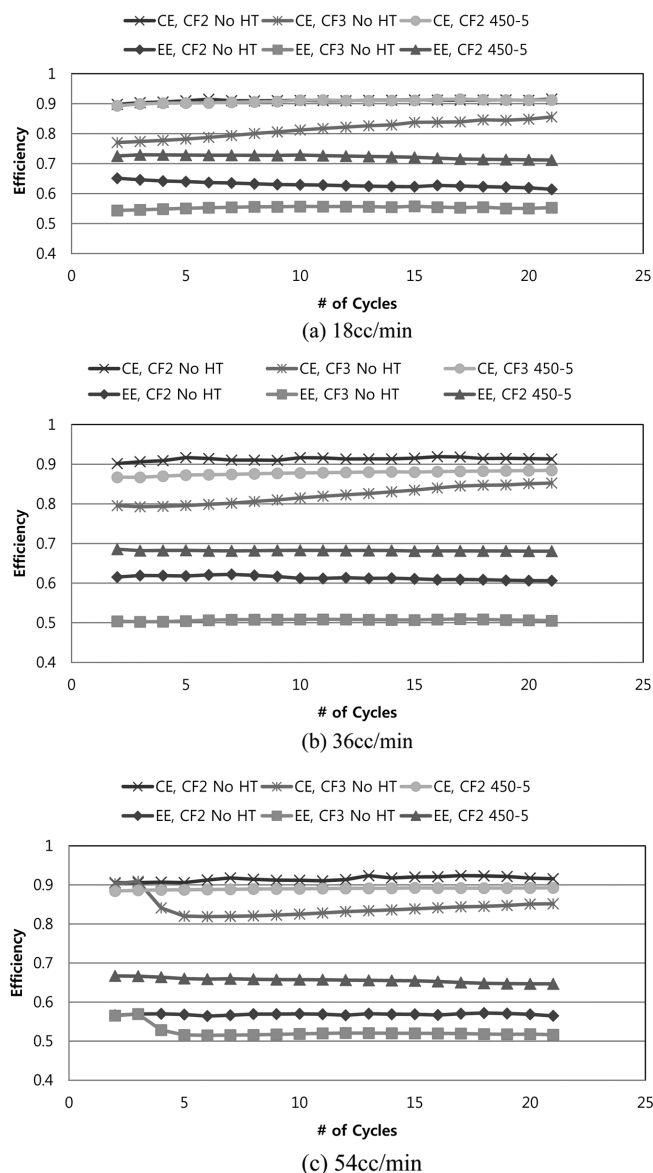 CE, CF2 No HT CE, CF3 No HT CE, CF2 450-5
EE, CF2 No HT EE, CF3 No HT EE, CF2 450-5
1
0.9
0.8
0.7
0.6
0.5
0.4
Efficiency
0 5 10 15 20 25
# of Cycles
(a) 18cc/min
CE, CF2 No HT CE, CF3 No HT CE, CF3 450-5
EE, CF2 No HT EE, CF3 No HT EE, CF2 450-5
1
0.9
0.8
0.7
0.6
0.5
0.4
Efficiency
0 5 10 15 20 25
# of Cycles
(b) 36cc/min
CE, CF2 No HT CE, CF3 No HT CE, CF2 450-5
EE, CF2 No HT EE, CF3 No HT EE, CF2 450-5
1
0.9
0.8
0.7
0.6
0.5
0.4
Efficiency
0 5 10 15 20 25
# of Cycles
(c) 54cc/min